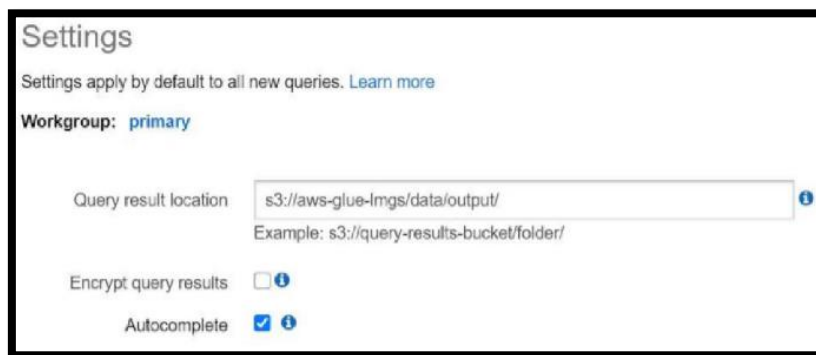 Settings
Settings apply by default to all new queries. Learn more
Workgroup: primary
Query result location s3://aws-glue-lmgs/data/output/
Example: s3://query-results-bucket/folder/
Encrypt query results
Autocomplete